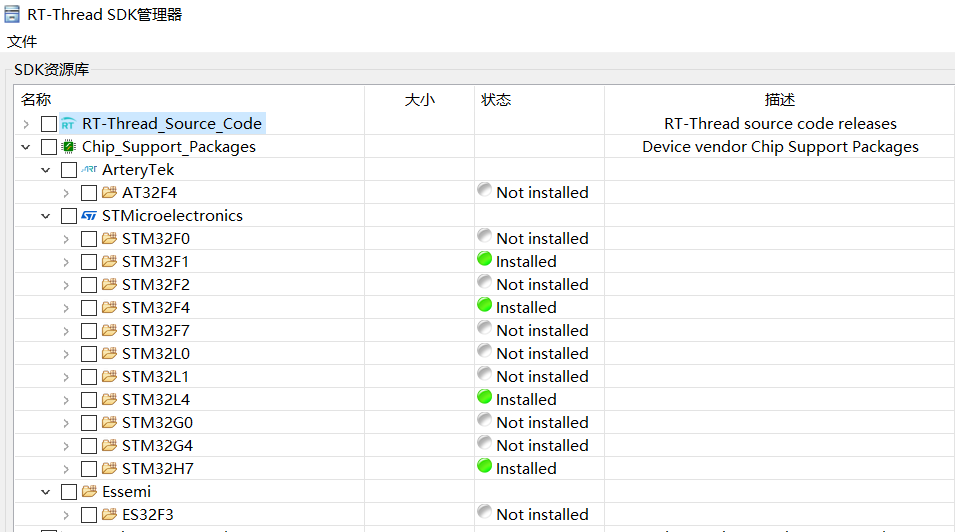 RT-Thread SDK管理器
文件
SDK资源库
名称 大小 状态 描述
RT RT-Thread_Source_Code RT-Thread source code releases
Chip_Support_Packages Device vendor Chip Support Packages
ART ArteryTek
AT32F4 Not installed
ST STMicroelectronics
STM32F0 Not installed
STM32F1 Installed
STM32F2 Not installed
STM32F4 Installed
STM32F7 Not installed
STM32L0 Not installed
STM32L1 Not installed
STM32L4 Installed
STM32G0 Not installed
STM32G4 Not installed
STM32H7 Installed
Essemi
ES32F3 Not installed